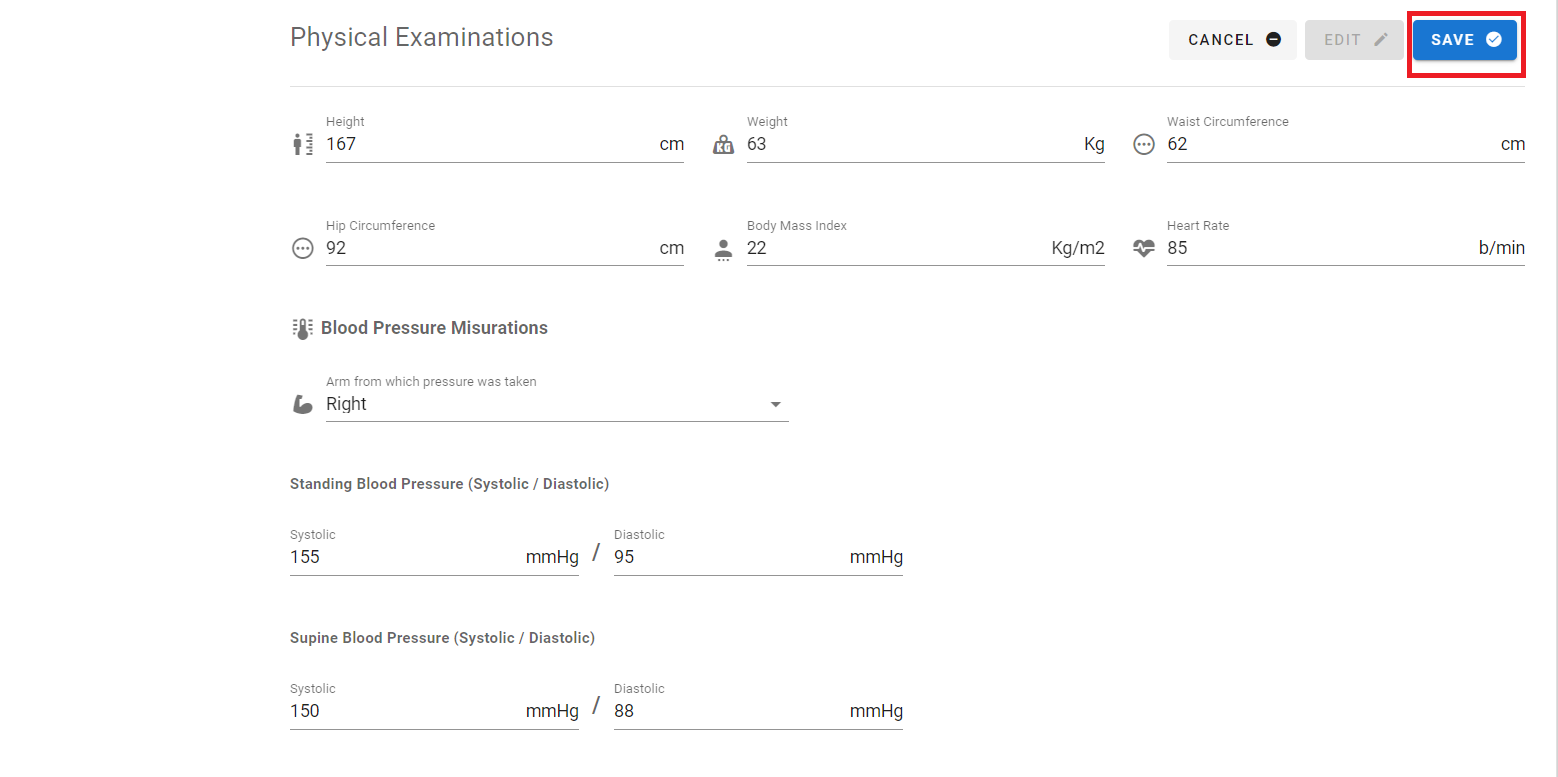 Physical Examinations
CANCEL EDIT SAVE
Height Weight Waist Circumference
167 cm KG 63 Kg 62 cm
Hip Circumference Body Mass Index Heart Rate
92 cm 22 Kg/m2 85 b/min
Blood Pressure Misurations
Arm from which pressure was taken
Right
Standing Blood Pressure (Systolic / Diastolic)
Systolic Diastolic
155 mmHg / 95 mmHg
Supine Blood Pressure (Systolic / Diastolic)
Systolic Diastolic
150 mmHg / 88 mmHg